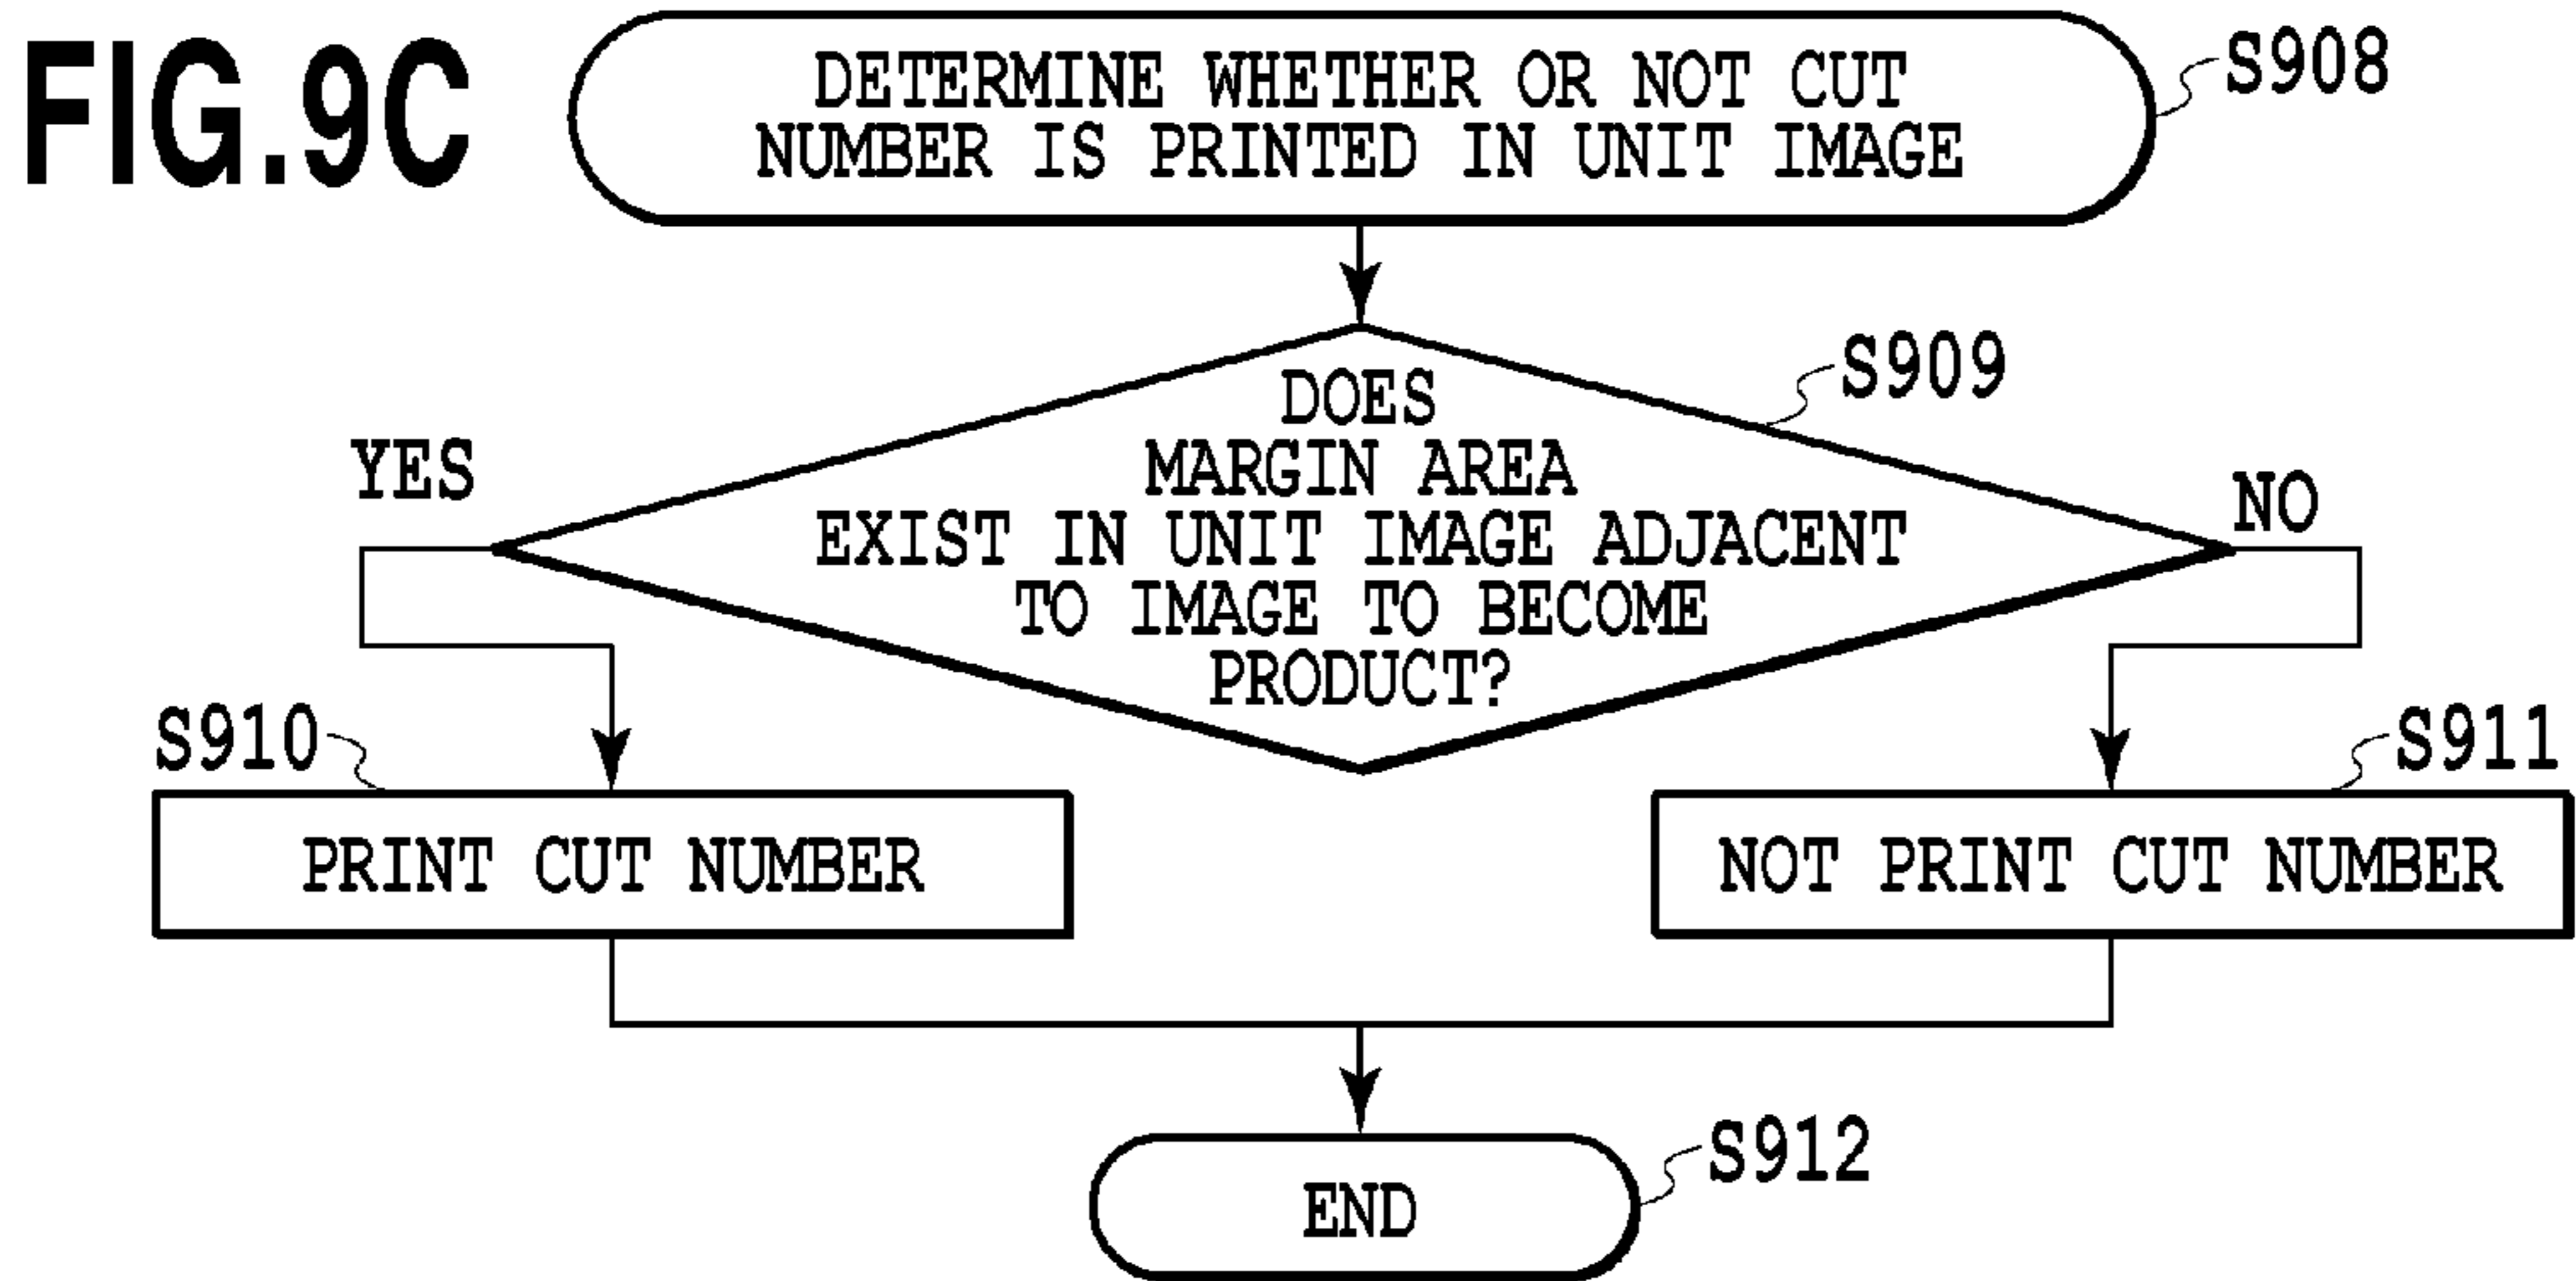 FIG.9C
DETERMINE WHETHER OR NOT CUT
NUMBER IS PRINTED IN UNIT IMAGE
S908
DOES
MARGIN AREA
EXIST IN UNIT IMAGE ADJACENT
TO IMAGE TO BECOME
PRODUCT?
S909
YES
NO
S910
PRINT CUT NUMBER
S911
NOT PRINT CUT NUMBER
END
S912